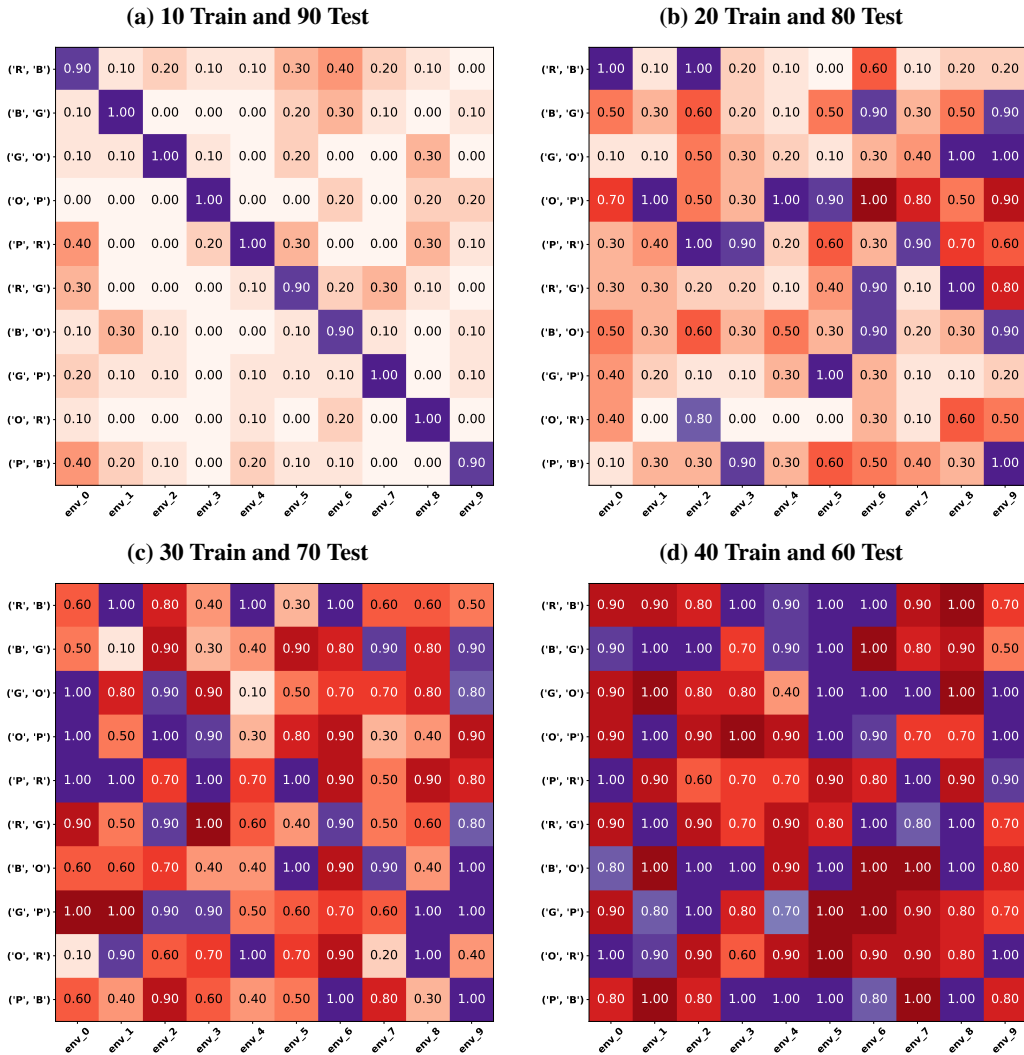 (a) 10 Train and 90 Test
('R', 'B') 0.90 0.10 0.20 0.10 0.10 0.30 0.40 0.20 0.10 0.00
('B', 'G') 0.10 1.00 0.00 0.00 0.00 0.20 0.30 0.10 0.00 0.10
('G', 'O') 0.10 0.10 1.00 0.10 0.00 0.20 0.00 0.00 0.30 0.00
('O', 'P') 0.00 0.00 0.00 1.00 0.00 0.00 0.20 0.00 0.20 0.20
('P', 'R') 0.40 0.00 0.00 0.20 1.00 0.30 0.00 0.00 0.30 0.10
('R', 'G') 0.30 0.00 0.00 0.00 0.10 0.90 0.20 0.30 0.10 0.00
('B', 'O') 0.10 0.30 0.10 0.00 0.00 0.10 0.90 0.10 0.00 0.10
('G', 'P') 0.20 0.10 0.10 0.00 0.10 0.10 0.10 1.00 0.00 0.10
('O', 'R') 0.10 0.00 0.00 0.00 0.10 0.00 0.20 0.00 1.00 0.00
('P', 'B') 0.40 0.20 0.10 0.00 0.20 0.10 0.10 0.00 0.00 0.90
env_0 env_1 env_2 env_3 env_4 env_5 env_6 env_7 env_8 env_9
(b) 20 Train and 80 Test
('R', 'B') 1.00 0.10 1.00 0.20 0.10 0.00 0.60 0.10 0.20 0.20
('B', 'G') 0.50 0.30 0.60 0.20 0.10 0.50 0.90 0.30 0.50 0.90
('G', 'O') 0.10 0.10 0.50 0.30 0.20 0.10 0.30 0.40 1.00 1.00
('O', 'P') 0.70 1.00 0.50 0.30 1.00 0.90 1.00 0.80 0.50 0.90
('P', 'R') 0.30 0.40 1.00 0.90 0.20 0.60 0.30 0.90 0.70 0.60
('R', 'G') 0.30 0.30 0.20 0.20 0.10 0.40 0.90 0.10 1.00 0.80
('B', 'O') 0.50 0.30 0.60 0.30 0.50 0.30 0.90 0.20 0.30 0.90
('G', 'P') 0.40 0.20 0.10 0.10 0.30 1.00 0.30 0.10 0.10 0.20
('O', 'R') 0.40 0.00 0.80 0.00 0.00 0.00 0.30 0.10 0.60 0.50
('P', 'B') 0.10 0.30 0.30 0.90 0.30 0.60 0.50 0.40 0.30 1.00
env_0 env_1 env_2 env_3 env_4 env_5 env_6 env_7 env_8 env_9
(c) 30 Train and 70 Test
('R', 'B') 0.60 1.00 0.80 0.40 1.00 0.30 1.00 0.60 0.60 0.50
('B', 'G') 0.50 0.10 0.90 0.30 0.40 0.90 0.80 0.90 0.80 0.90
('G', 'O') 1.00 0.80 0.90 0.90 0.10 0.50 0.70 0.70 0.80 0.80
('O', 'P') 1.00 0.50 1.00 0.90 0.30 0.80 0.90 0.30 0.40 0.90
('P', 'R') 1.00 1.00 0.70 1.00 0.70 1.00 0.90 0.50 0.90 0.80
('R', 'G') 0.90 0.50 0.90 1.00 0.60 0.40 0.90 0.50 0.60 0.80
('B', 'O') 0.60 0.60 0.70 0.40 0.40 1.00 0.90 0.90 0.40 1.00
('G', 'P') 1.00 1.00 0.90 0.90 0.50 0.60 0.70 0.60 1.00 1.00
('O', 'R') 0.10 0.90 0.60 0.70 1.00 0.70 0.90 0.20 1.00 0.40
('P', 'B') 0.60 0.40 0.90 0.60 0.40 0.50 1.00 0.80 0.30 1.00
env_0 env_1 env_2 env_3 env_4 env_5 env_6 env_7 env_8 env_9
(d) 40 Train and 60 Test
('R', 'B') 0.90 0.90 0.80 1.00 0.90 1.00 1.00 0.90 1.00 0.70
('B', 'G') 0.90 1.00 1.00 0.70 0.90 1.00 1.00 0.80 0.90 0.50
('G', 'O') 0.90 1.00 0.80 0.80 0.40 1.00 1.00 1.00 1.00 1.00
('O', 'P') 0.90 1.00 0.90 1.00 0.90 1.00 0.90 0.70 0.70 1.00
('P', 'R') 1.00 0.90 0.60 0.70 0.70 0.90 0.80 1.00 0.90 0.90
('R', 'G') 0.90 1.00 0.90 0.70 0.90 0.80 1.00 0.80 1.00 0.70
('B', 'O') 0.80 1.00 1.00 1.00 0.90 1.00 1.00 1.00 1.00 0.80
('G', 'P') 0.90 0.80 1.00 0.80 0.70 1.00 1.00 0.90 0.80 0.70
('O', 'R') 1.00 0.90 0.90 0.60 0.90 1.00 0.90 0.90 0.80 1.00
('P', 'B') 0.80 1.00 0.80 1.00 1.00 1.00 0.80 1.00 1.00 0.80
env_0 env_1 env_2 env_3 env_4 env_5 env_6 env_7 env_8 env_9